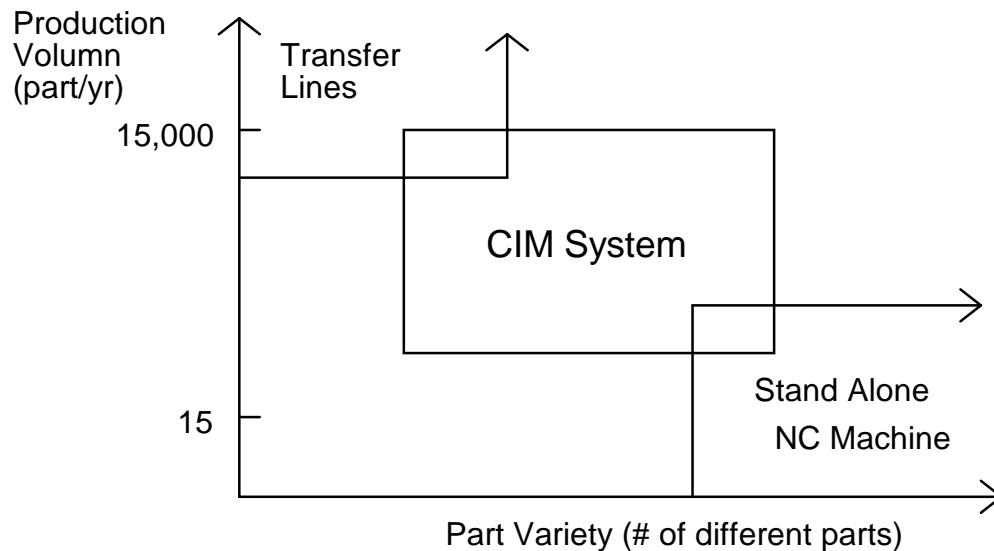 Production
Volumn
(part/yr)
Transfer
Lines
15,000
CIM System
15
Stand Alone
NC Machine
Part Variety (# of different parts)